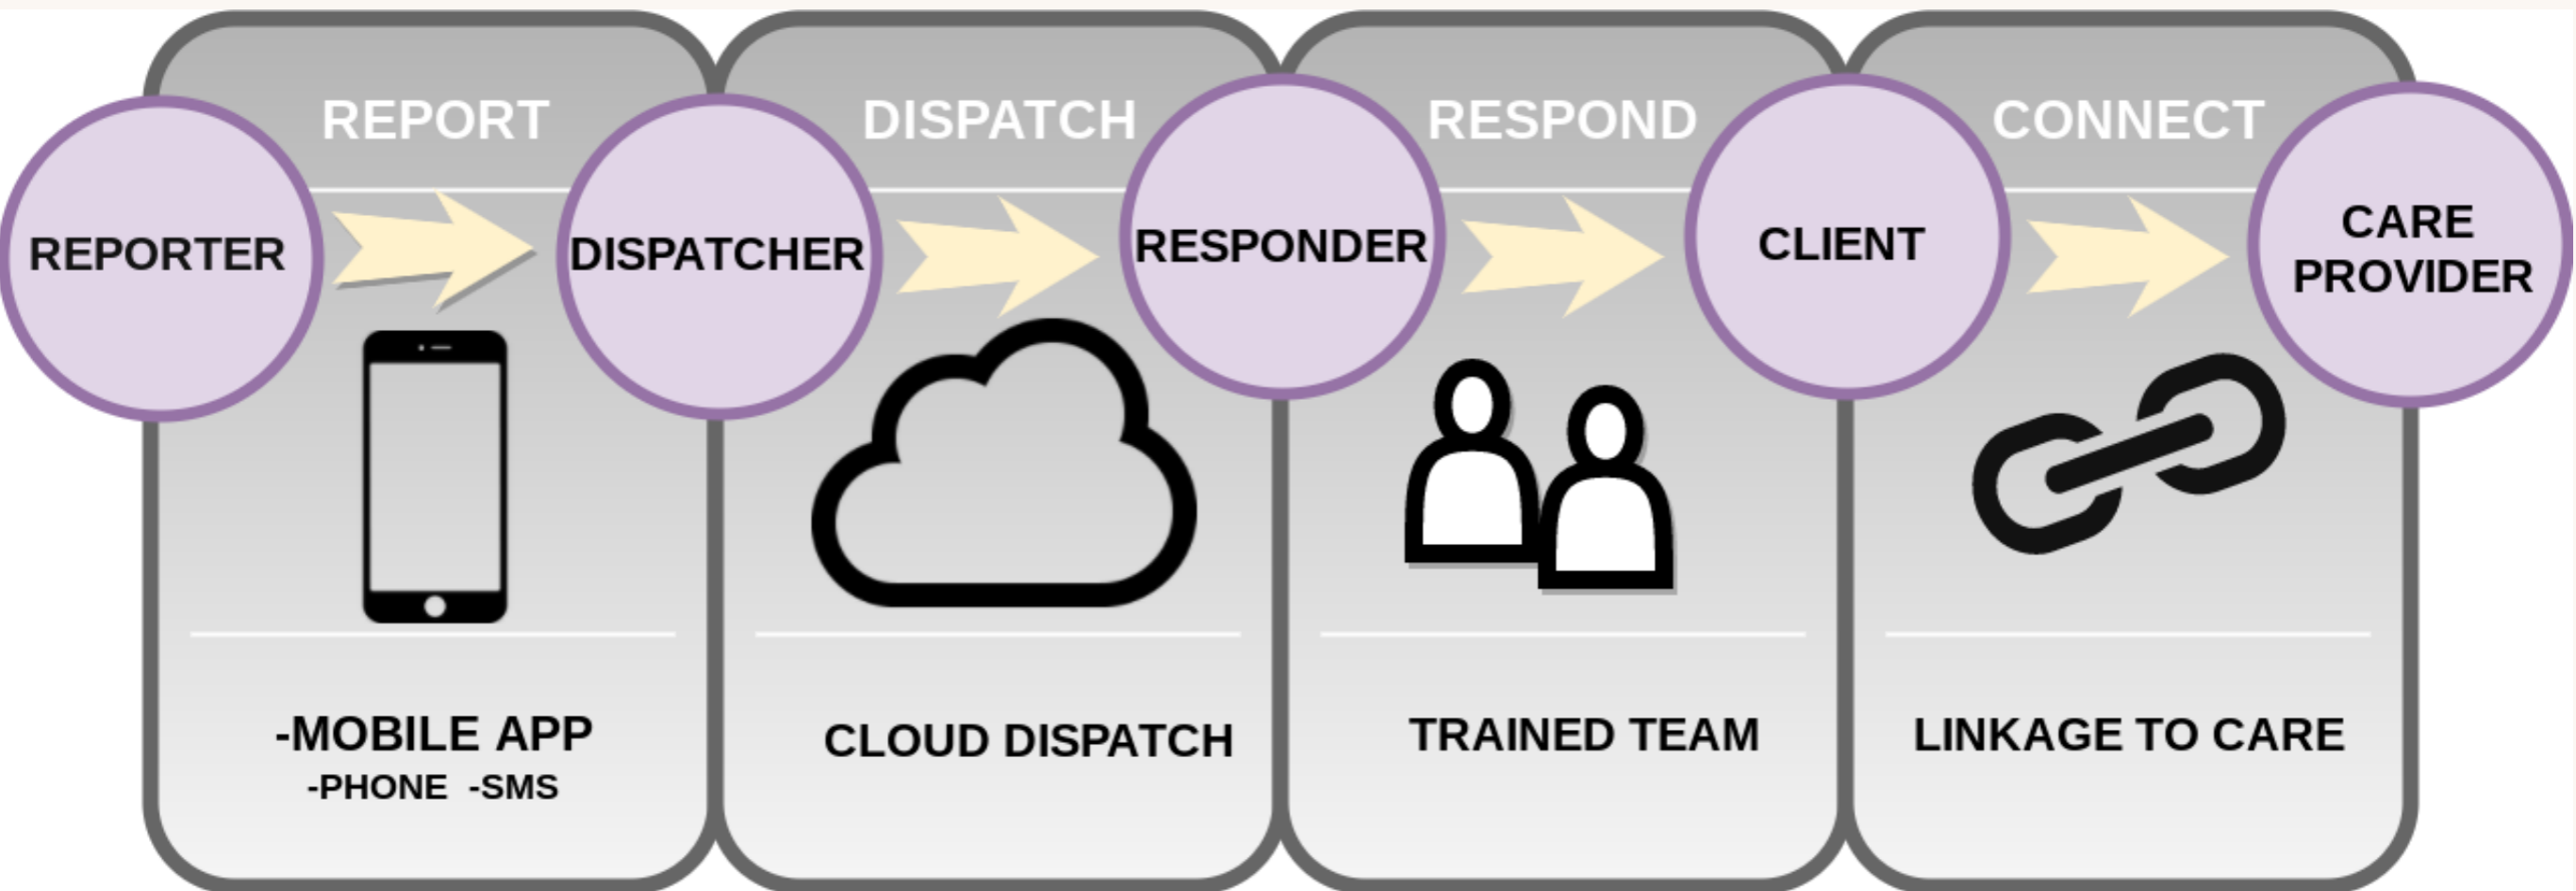 REPORT
DISPATCH
RESPOND
CONNECT
REPORTER
DISPATCHER
RESPONDER
CLIENT
CARE
PROVIDER
-MOBILE APP
-PHONE -SMS
CLOUD DISPATCH
TRAINED TEAM
LINKAGE TO CARE